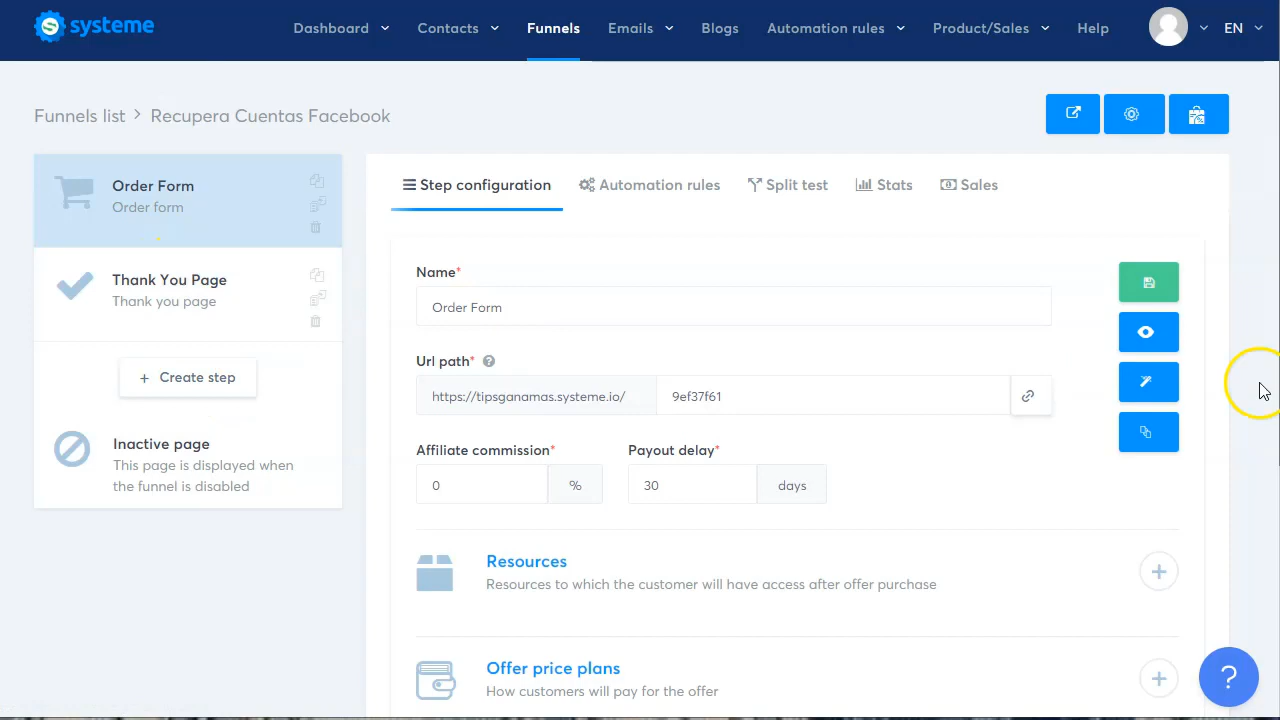 systeme
Dashboard Contacts Funnels Emails Blogs Automation rules Product/Sales Help EN
Funnels list > Recupera Cuentas Facebook
Order Form
Order form
Thank You Page
Thank you page
+ Create step
Inactive page
This page is displayed when
the funnel is disabled
Step configuration Automation rules Split test Stats Sales
Name*
Order Form
Url path* ?
https://tipsganamas.systeme.io/ 9ef37f61
Affiliate commission* Payout delay*
0 % 30 days
Resources
Resources to which the customer will have access after offer purchase
Offer price plans
How customers will pay for the offer
?